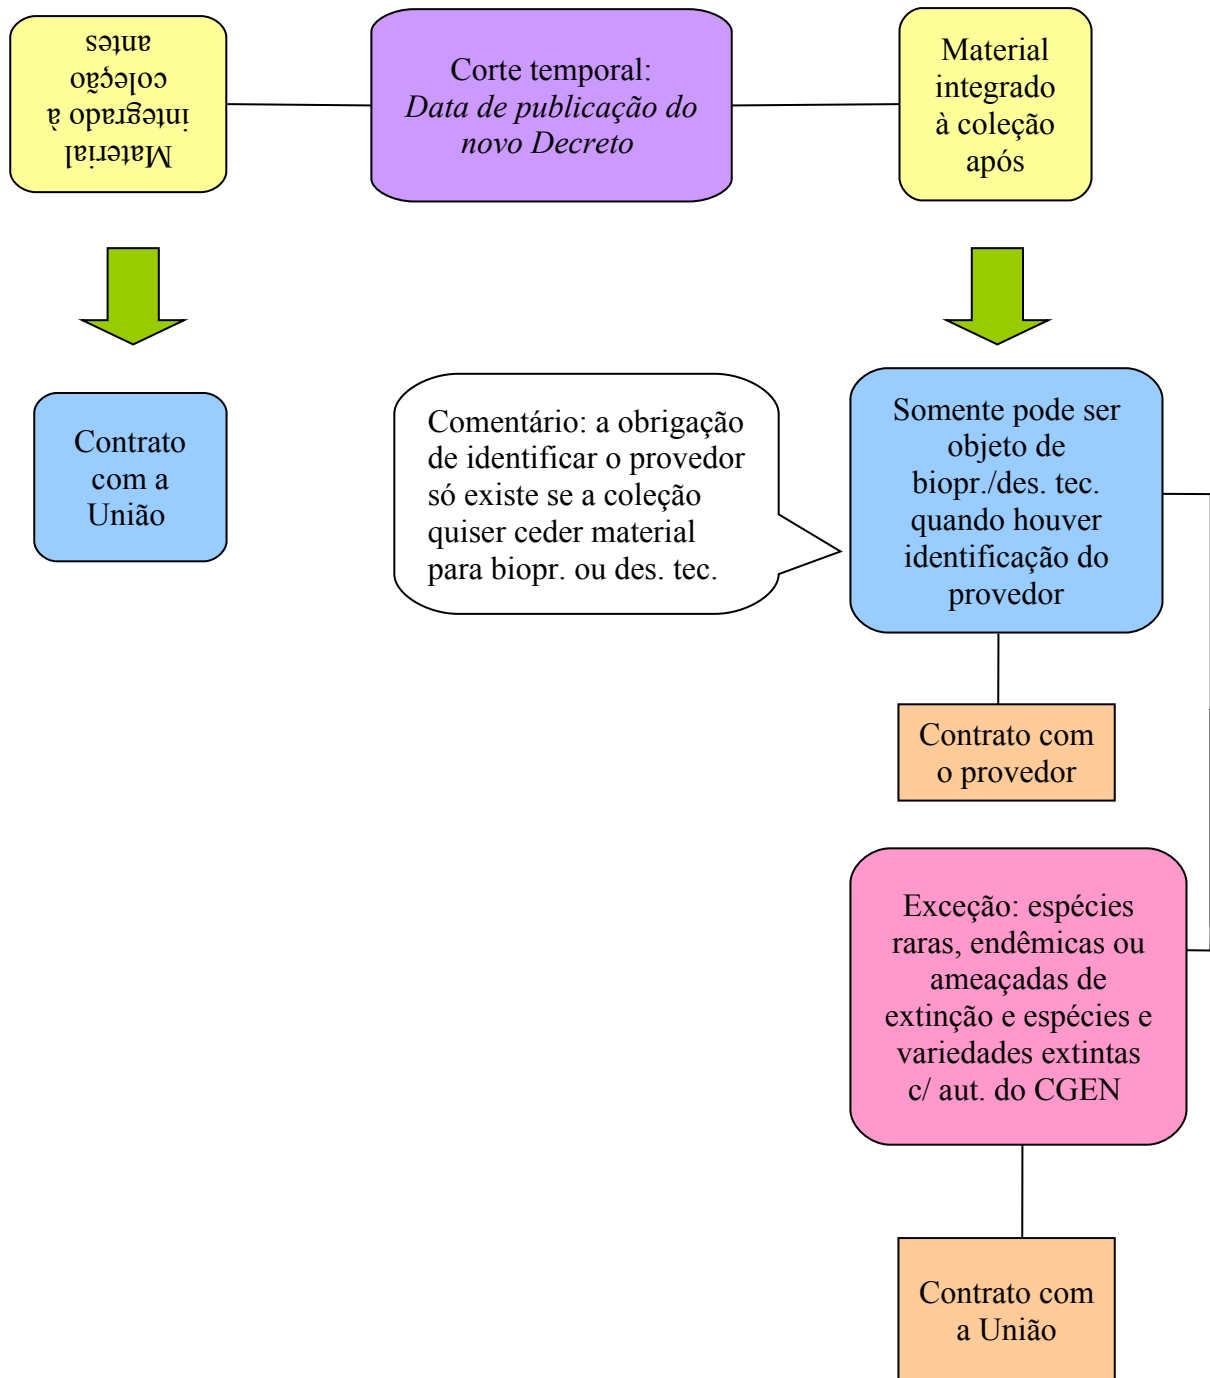 Material
integrado à
coleção
antes
Corte temporal:
Data de publicação do
novo Decreto
Material
integrado
à coleção
após
Contrato
com a
União
Comentário: a obrigação
de identificar o provedor
só existe se a coleção
quiser ceder material
para biopr. ou des. tec.
Somente pode ser
objeto de
biopr./des. tec.
quando houver
identificação do
provedor
Contrato com
o provedor
Exceção: espécies
raras, endêmicas ou
ameaçadas de
extinção e espécies e
variedades extintas
c/ aut. do CGEN
Contrato com
a União